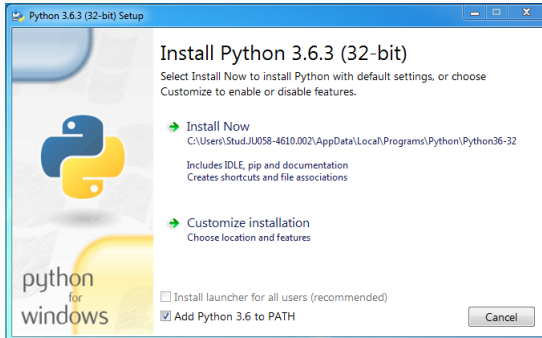 Python 3.6.3 (32-bit) Setup
Install Python 3.6.3 (32-bit)
Select Install Now to install Python with default settings, or choose
Customize to enable or disable features.
Install Now
C:\Users\Stud.JU058-4610.002\AppData\Local\Programs\Python\Python36-32
Includes IDLE, pip and documentation
Creates shortcuts and file associations
Customize installation
Choose location and features
python
for
windows
Install launcher for all users (recommended)
Add Python 3.6 to PATH
Cancel